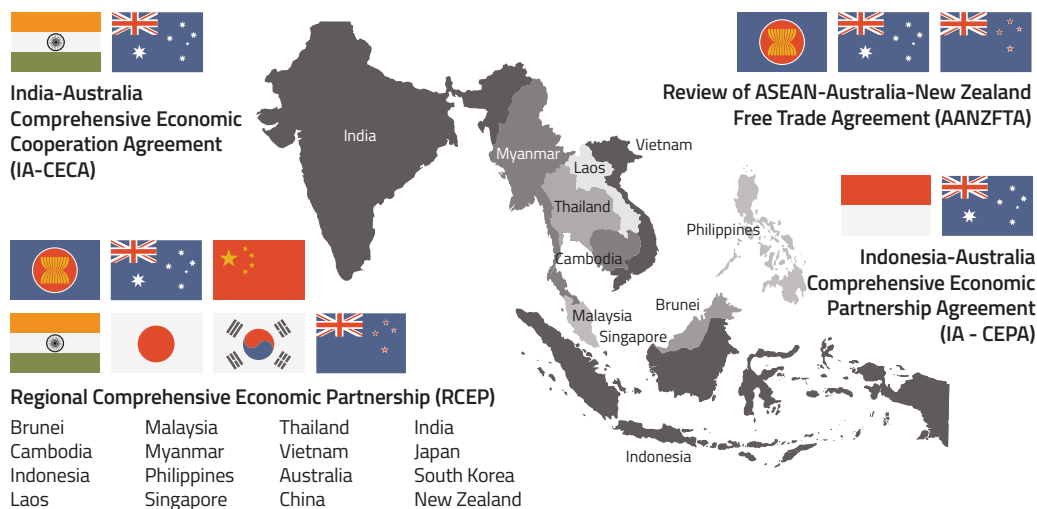 India-Australia
Comprehensive Economic
Cooperation Agreement
(IA-CECA)
Review of ASEAN-Australia-New Zealand
Free Trade Agreement (AANZFTA)
India
Myanmar
Laos
Vietnam
Thailand
Cambodia
Philippines
Malaysia
Singapore
Brunei
Indonesia
Indonesia-Australia
Comprehensive Economic
Partnership Agreement
(IA - CEPA)
Regional Comprehensive Economic Partnership (RCEP)
Brunei Malaysia Thailand India
Cambodia Myanmar Vietnam Japan
Indonesia Philippines Australia South Korea
Laos Singapore China New Zealand